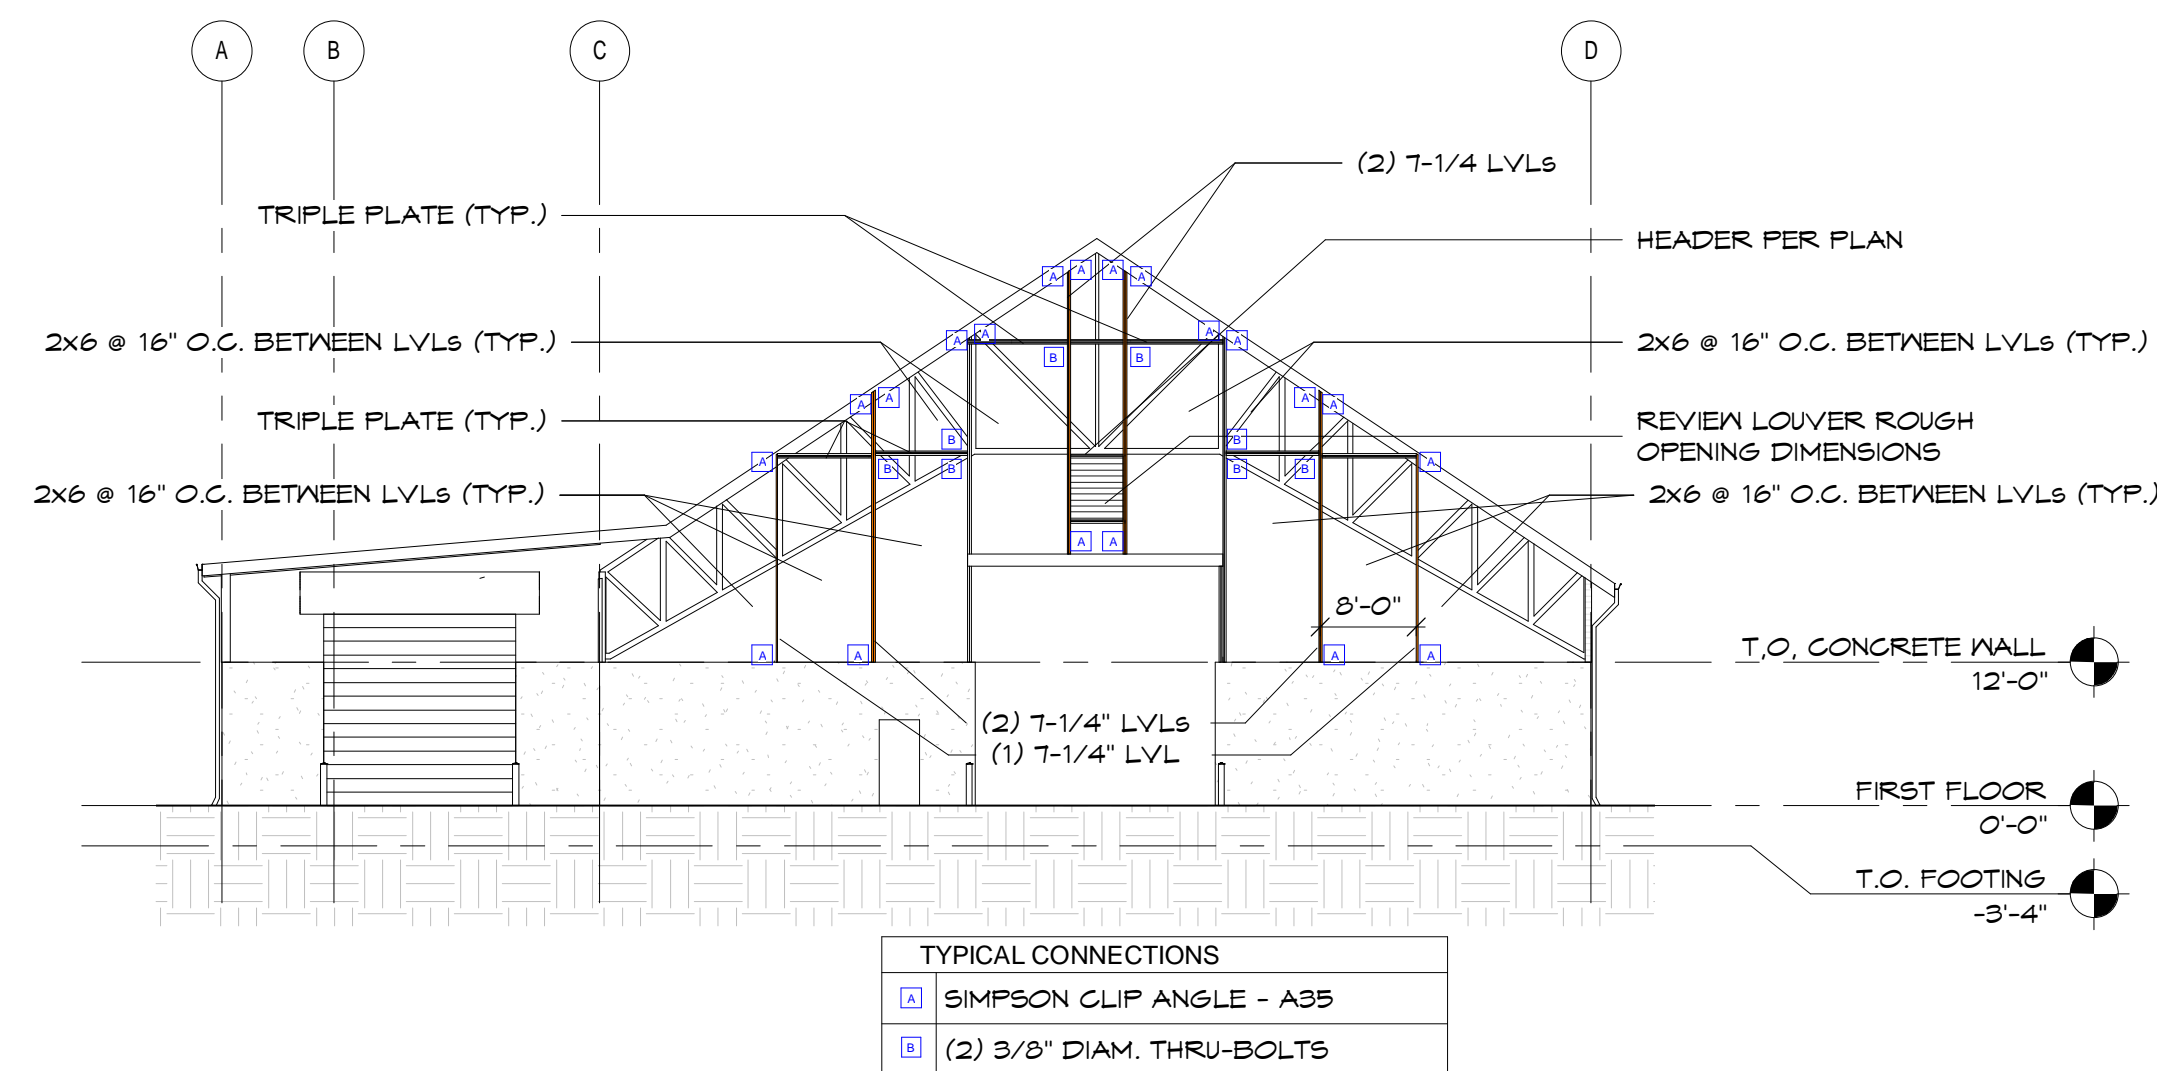 A B C D
(2) 7-1/4 LVLs
TRIPLE PLATE (TYP.)
HEADER PER PLAN
A A A A
A A A A
2x6 @ 16" O.C. BETWEEN LVLs (TYP.)
2x6 @ 16" O.C. BETWEEN LVLs (TYP.)
B B
A A A A
TRIPLE PLATE (TYP.)
REVIEW LOUVER ROUGH
OPENING DIMENSIONS
B B
A B B B B A
2x6 @ 16" O.C. BETWEEN LVLs (TYP.)
2x6 @ 16" O.C. BETWEEN LVLs (TYP.)
A A
8'-0"
A A A A
T,O, CONCRETE WALL
12'-0"
(2) 7-1/4" LVLs
(1) 7-1/4" LVL
FIRST FLOOR
0'-0"
T.O. FOOTING
-3'-4"
TYPICAL CONNECTIONS
A SIMPSON CLIP ANGLE - A35
B (2) 3/8" DIAM. THRU-BOLTS